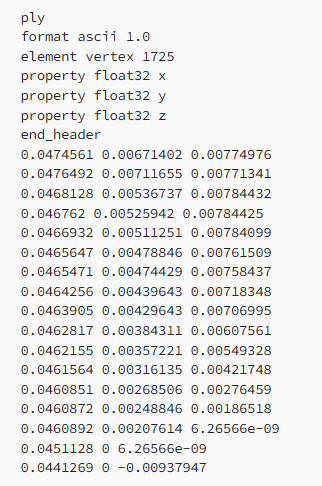 ply
format ascii 1.0
element vertex 1725
property float32 x
property float32 y
property float32 z
end_header
0.0474561 0.00671402 0.00774976
0.0476492 0.00711655 0.00771341
0.0468128 0.00536737 0.00784432
0.046762 0.00525942 0.00784425
0.0466932 0.00511251 0.00784099
0.0465647 0.00478846 0.00761509
0.0465471 0.00474429 0.00758437
0.0464256 0.00439643 0.00718348
0.0463905 0.00429643 0.00706995
0.0462817 0.00384311 0.00607561
0.0462155 0.00357221 0.00549328
0.0461564 0.00316135 0.00421748
0.0460851 0.00268506 0.00276459
0.0460872 0.00248846 0.00186518
0.0460892 0.00207614 6.26566e-09
0.0451128 0 6.26566e-09
0.0441269 0 -0.00937947